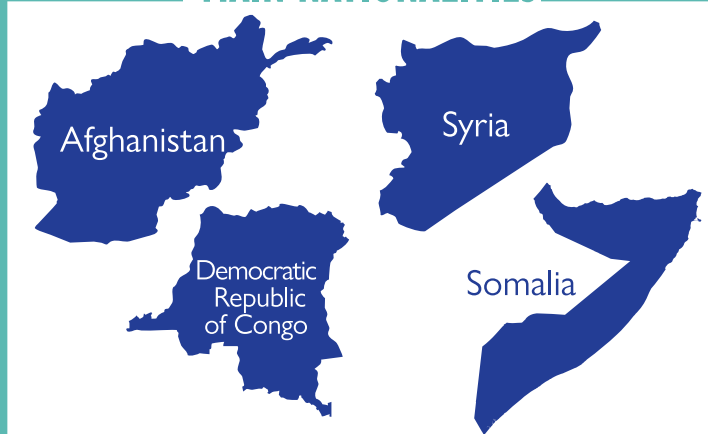 Afghanistan
Syria
Democratic
Republic
of Congo
Somalia